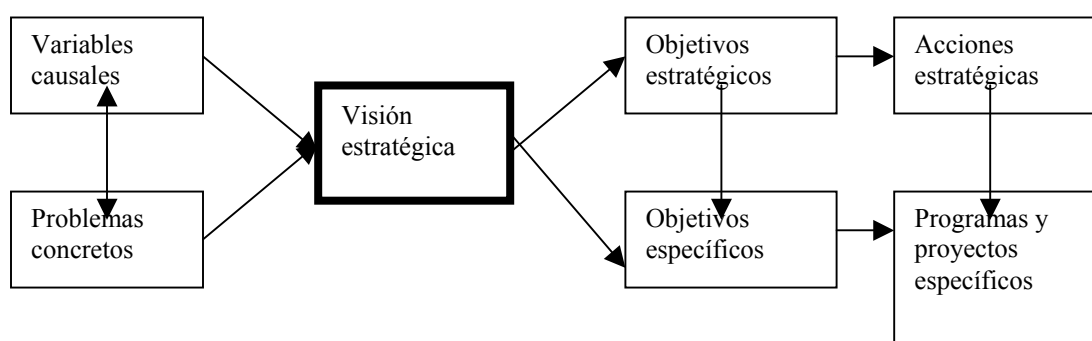 Variables
causales
Problemas
concretos
Visión
estratégica
Objetivos
estratégicos
Objetivos
específicos
Acciones
estratégicas
Programas y
proyectos
específicos